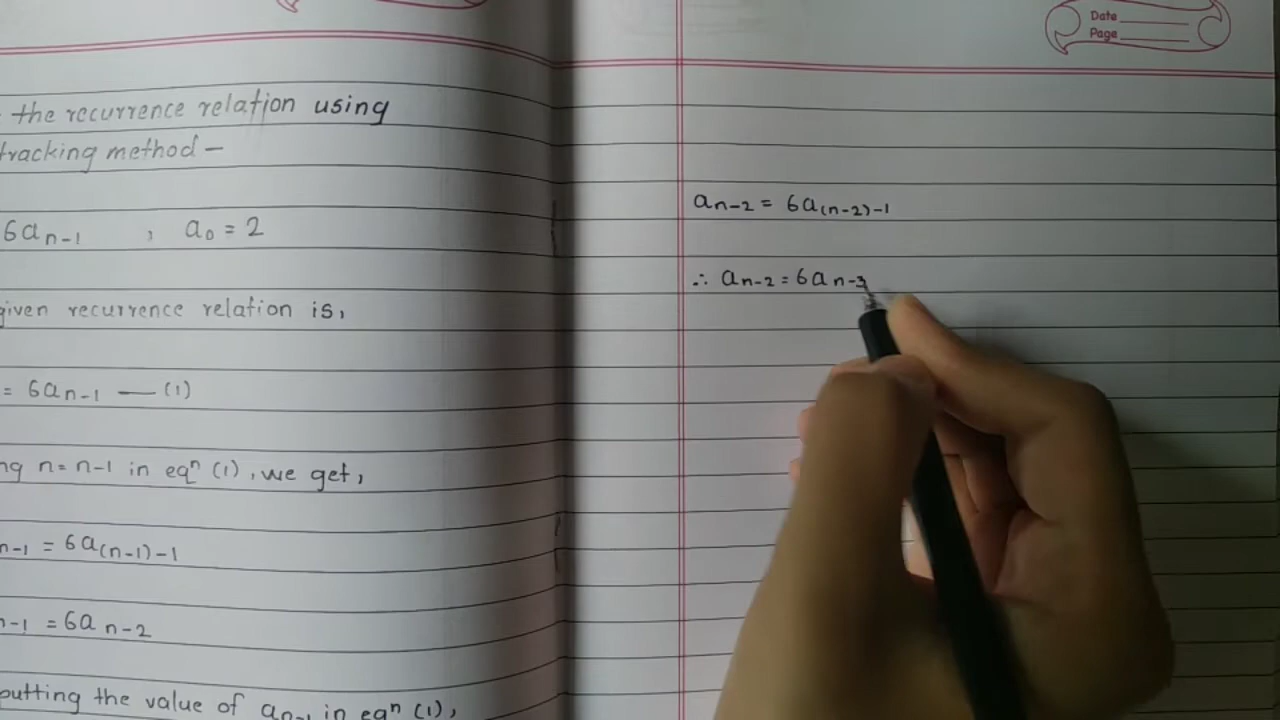 the recurrence relation using
tracking method –
6an-1 , a0 = 2
given recurrence relation is,
= 6an-1 — (1)
ng n = n-1 in eqn (1), we get,
n-1 = 6a(n-1)-1
n-1 = 6an-2
putting the value of an-1 in eqn (1),
Date
Page
an-2 = 6a(n-2)-1
∴ an-2 = 6an-3